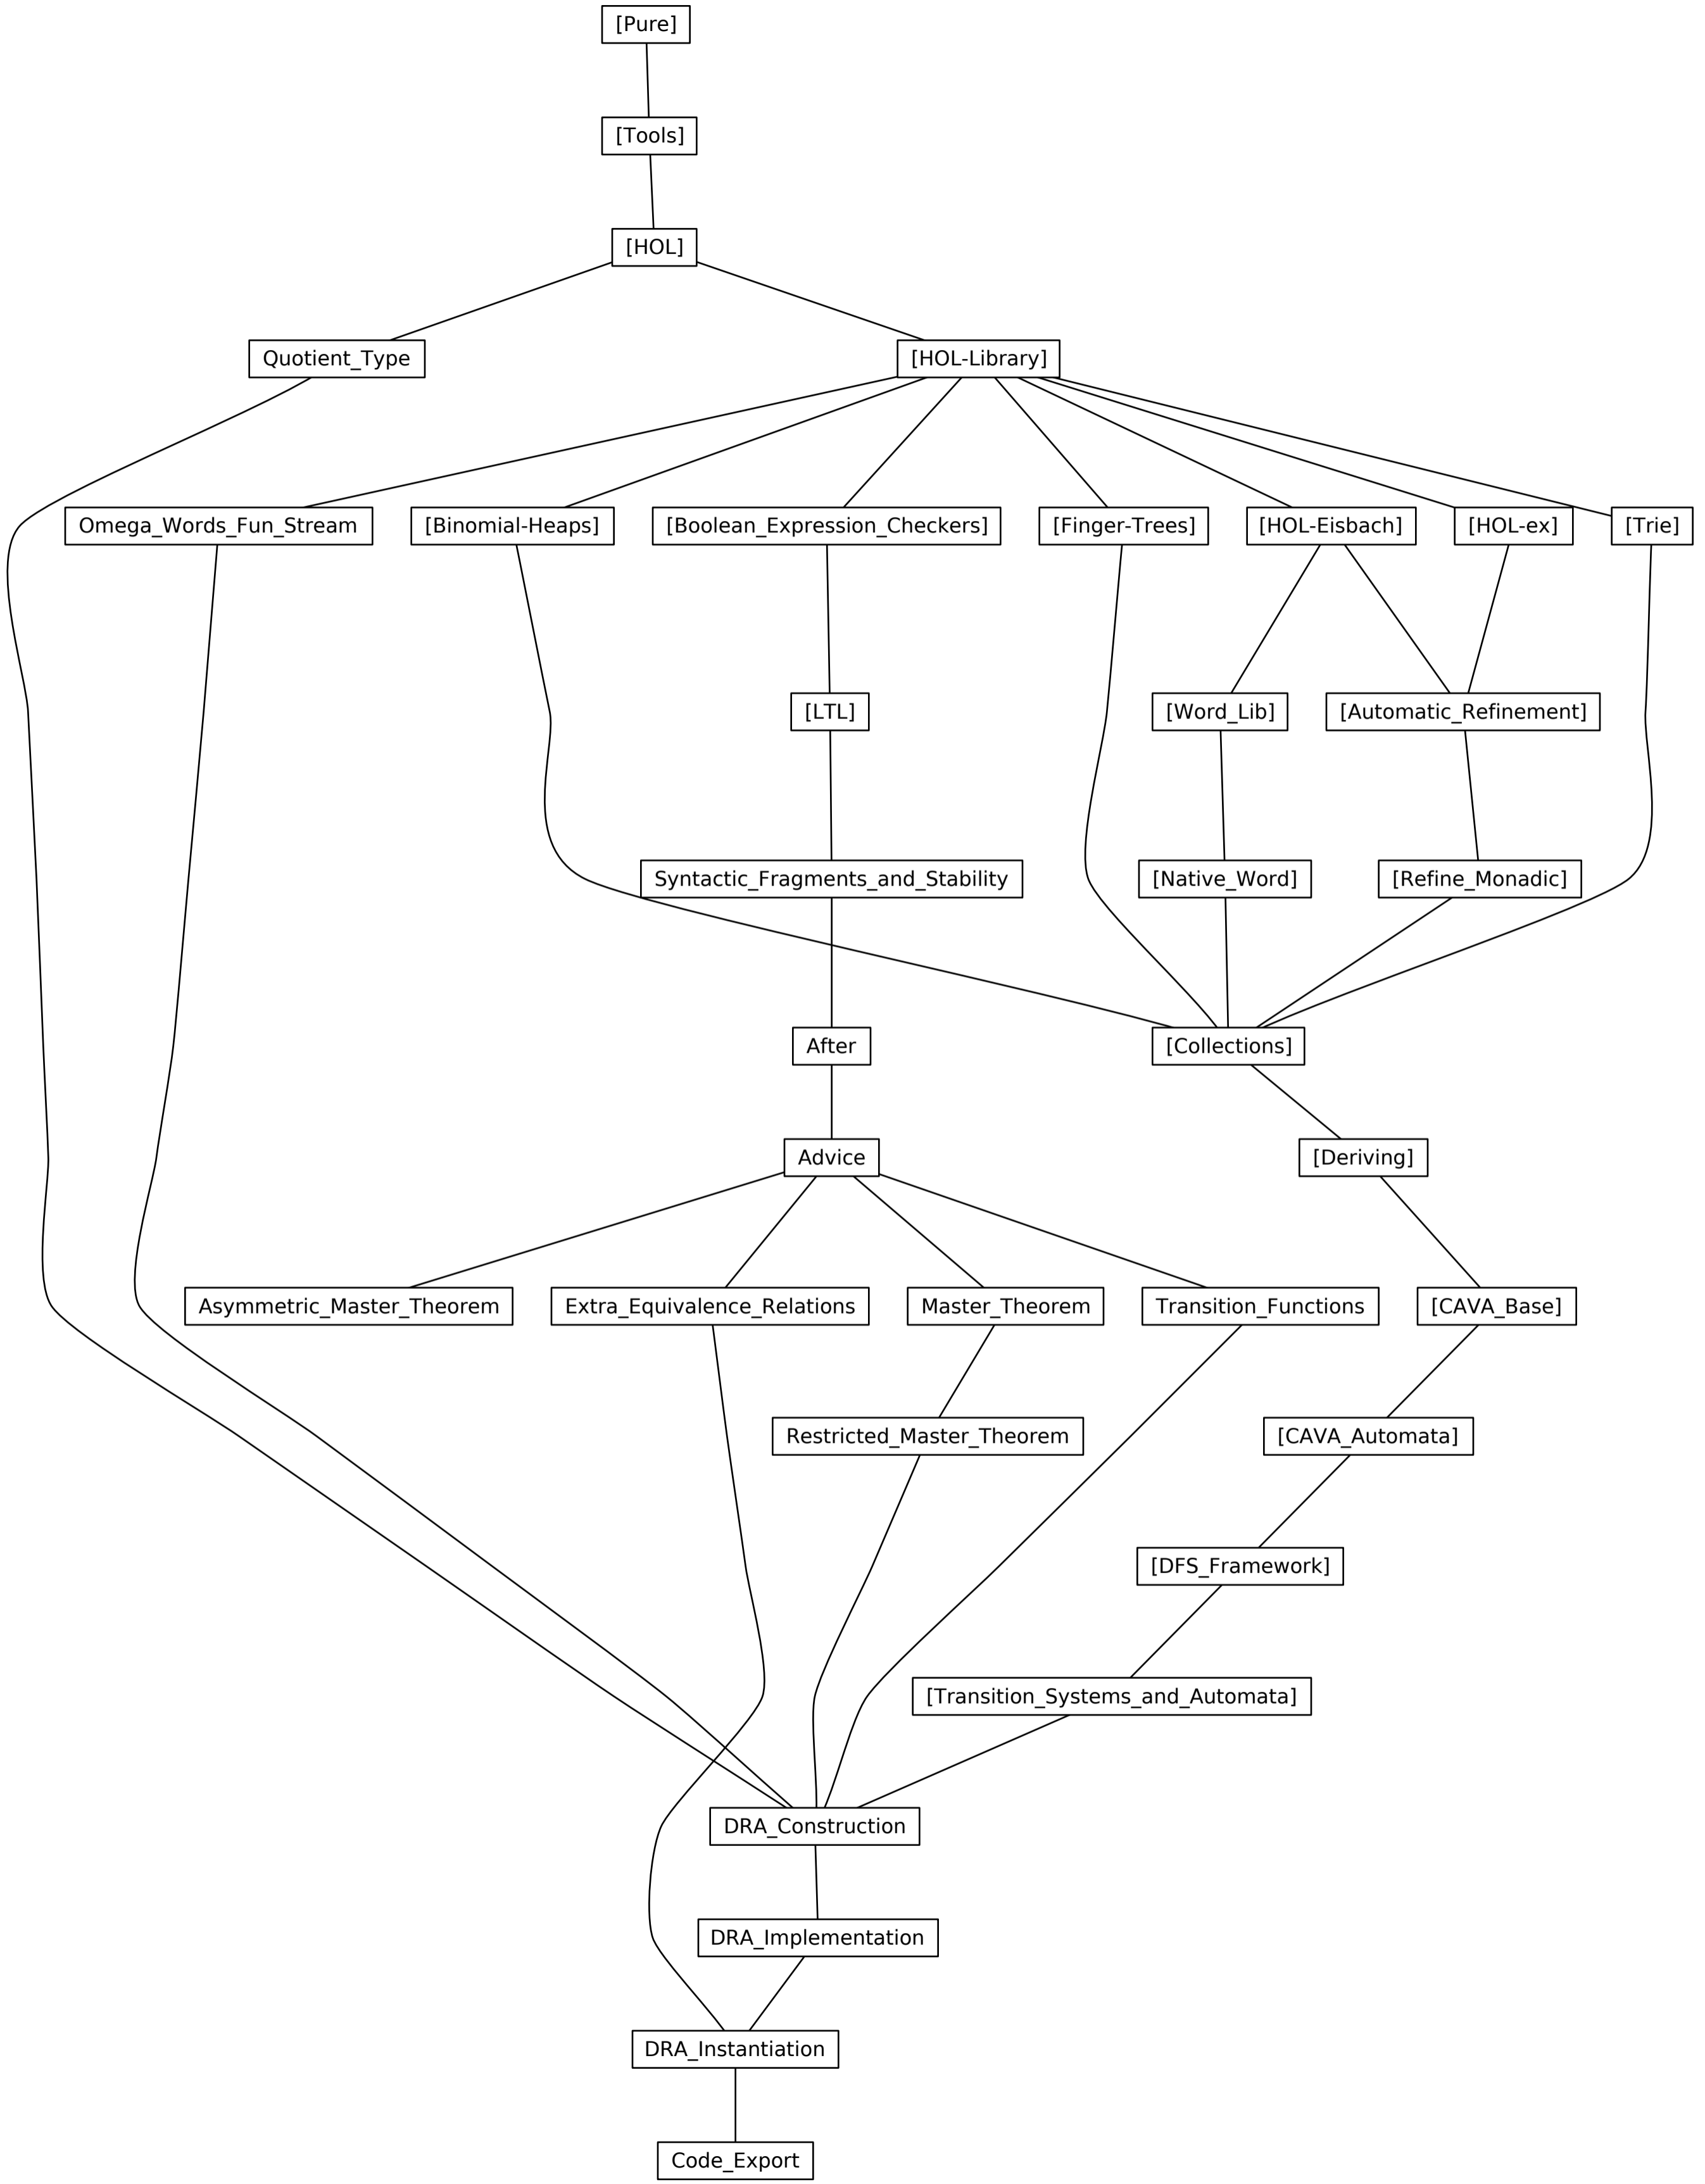 [Pure]
[Tools]
[HOL]
Quotient_Type
[HOL-Library]
Omega_Words_Fun_Stream
[Binomial-Heaps]
[Boolean_Expression_Checkers]
[Finger-Trees]
[HOL-Eisbach]
[HOL-ex]
[Trie]
[LTL]
[Word_Lib]
[Automatic_Refinement]
Syntactic_Fragments_and_Stability
[Native_Word]
[Refine_Monadic]
After
[Collections]
Advice
[Deriving]
Asymmetric_Master_Theorem
Extra_Equivalence_Relations
Master_Theorem
Transition_Functions
[CAVA_Base]
Restricted_Master_Theorem
[CAVA_Automata]
[DFS_Framework]
[Transition_Systems_and_Automata]
DRA_Construction
DRA_Implementation
DRA_Instantiation
Code_Export